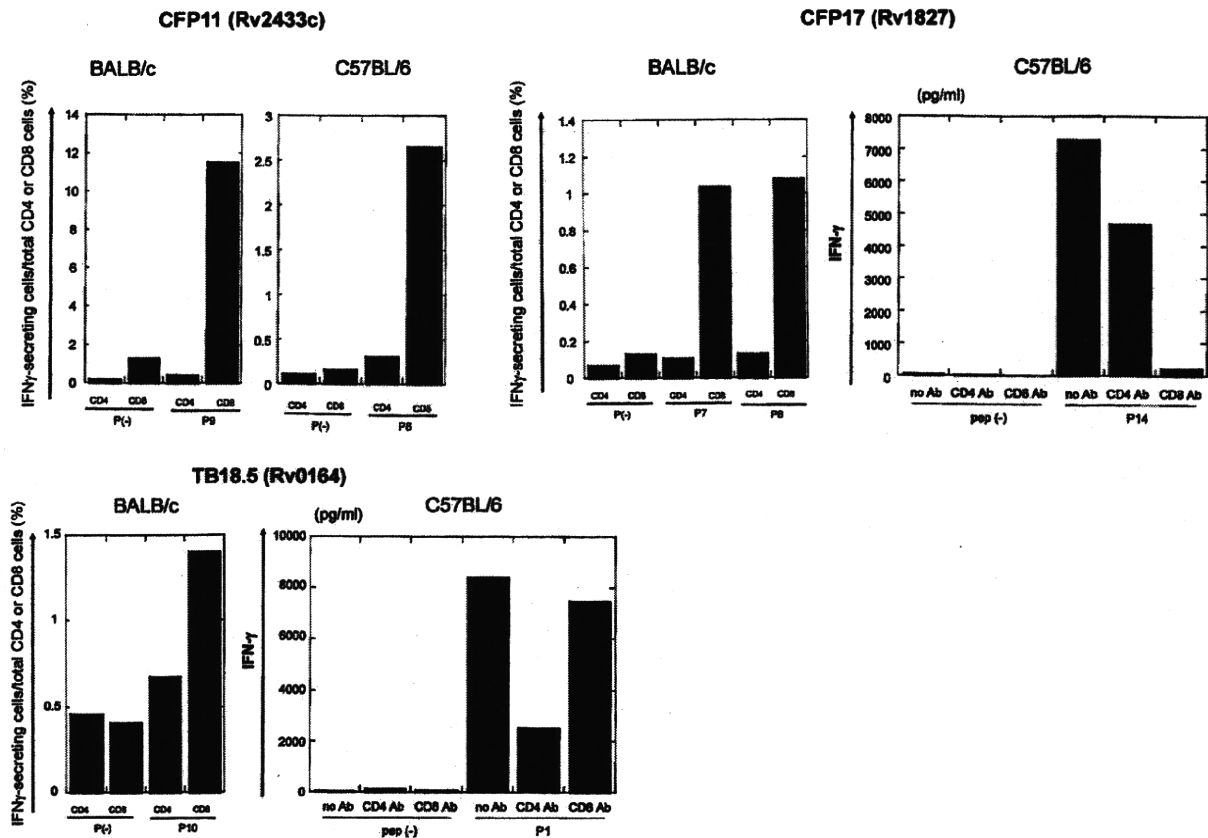 CFP11 (Rv2433c)
BALB/c
C57BL/6
IFNγ-secreting cells/total CD4 or CD8 cells (%)
14
12
10
8
6
4
2
0
CD4 CD8 CD4 CD8
P(-) P9
3
2.5
2
1.5
1
0.5
0
CD4 CD8 CD4 CD8
P(-) P6
CFP17 (Rv1827)
BALB/c
C57BL/6
IFNγ-secreting cells/total CD4 or CD8 cells (%)
1.4
1.2
1
0.8
0.6
0.4
0.2
0
CD4 CD8 CD4 CD8 CD4 CD8
P(-) P7 P8
(pg/ml)
IFN-γ
8000
7000
6000
5000
4000
3000
2000
1000
0
no Ab CD4 Ab CD8 Ab no Ab CD4 Ab CD8 Ab
pep (-) P14
TB18.5 (Rv0164)
BALB/c
C57BL/6
IFNγ-secreting cells/total CD4 or CD8 cells (%)
1.5
1
0.5
0
CD4 CD8 CD4 CD8
P(-) P10
(pg/ml)
IFN-γ
10000
8000
6000
4000
2000
0
no Ab CD4 Ab CD8 Ab no Ab CD4 Ab CD8 Ab
pep (-) P1